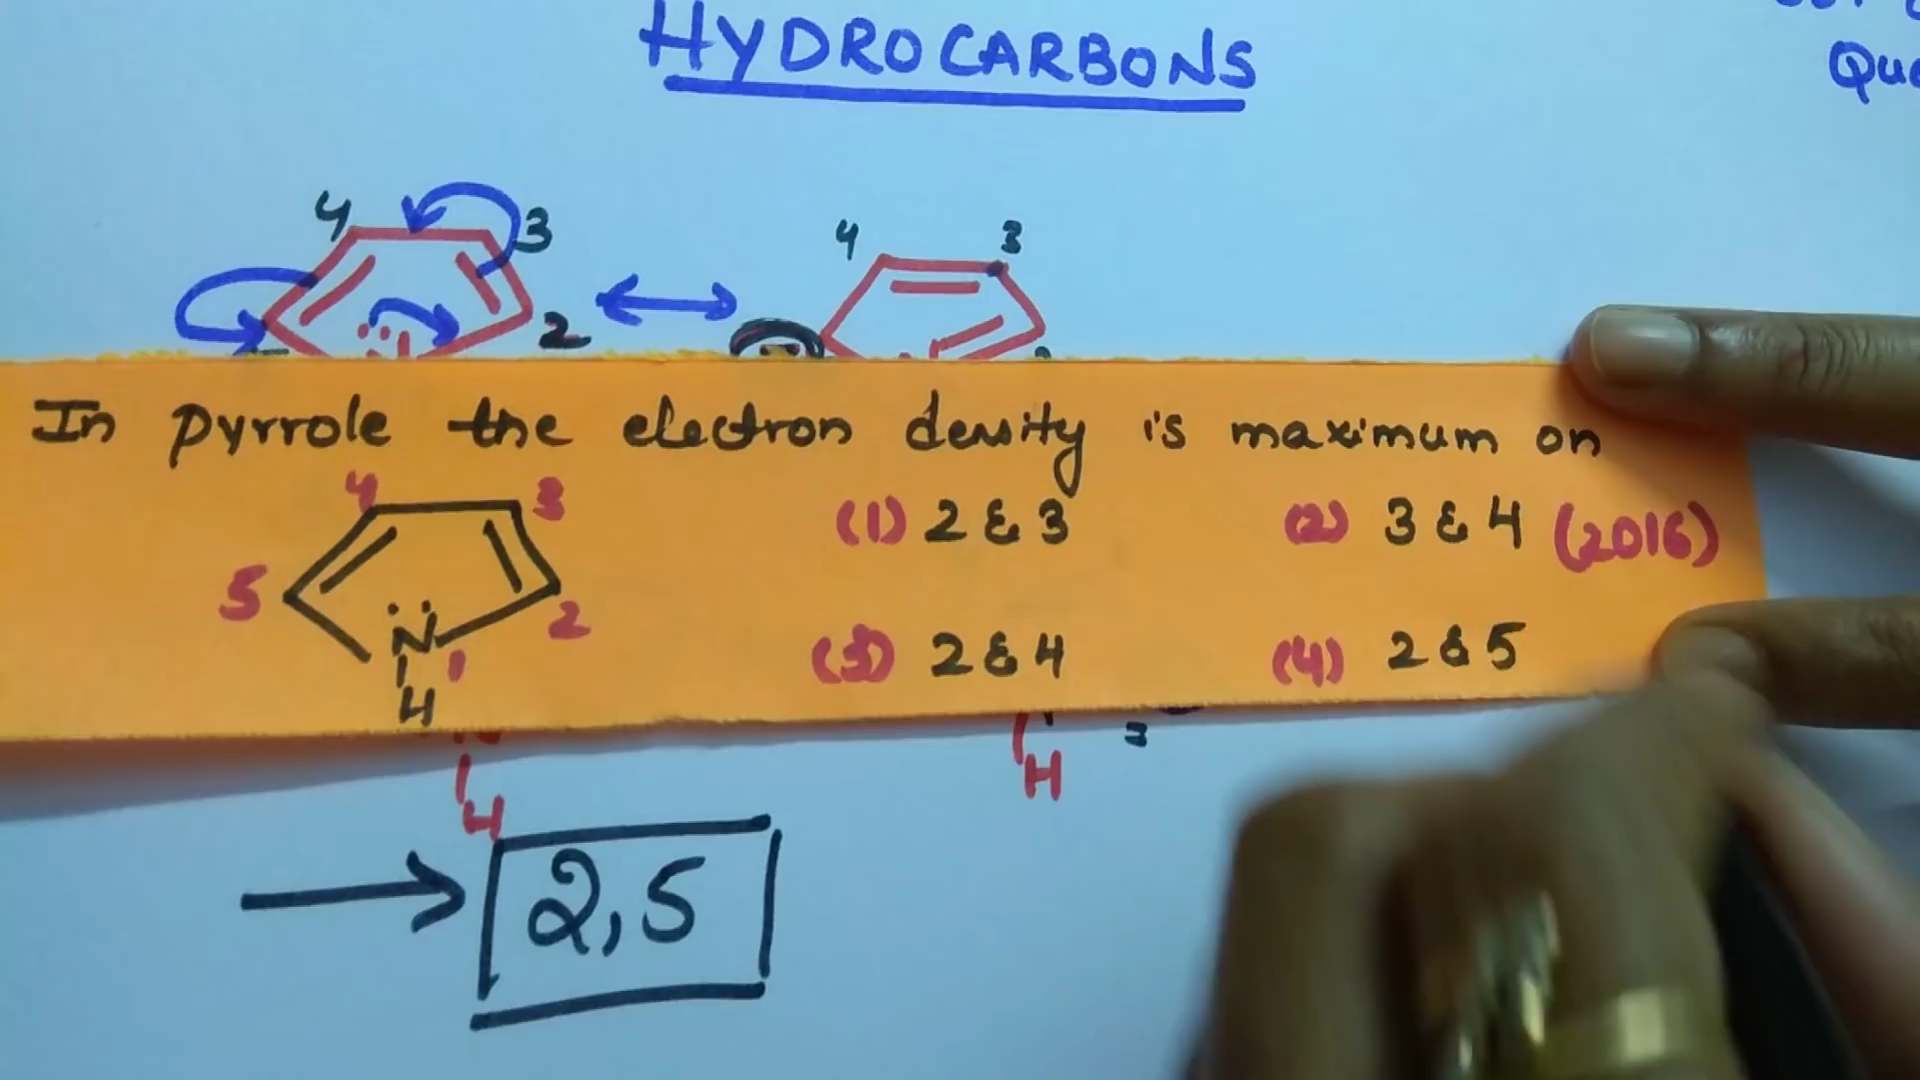 HYDROCARBONS
4 3 4 3
2
In pyrrole the electron density is maximum on
4 3 (1) 2 & 3 (2) 3 & 4 (2016)
5 2
N̈ 1 (3) 2 & 4 (4) 2 & 5
H
H
H
2,5